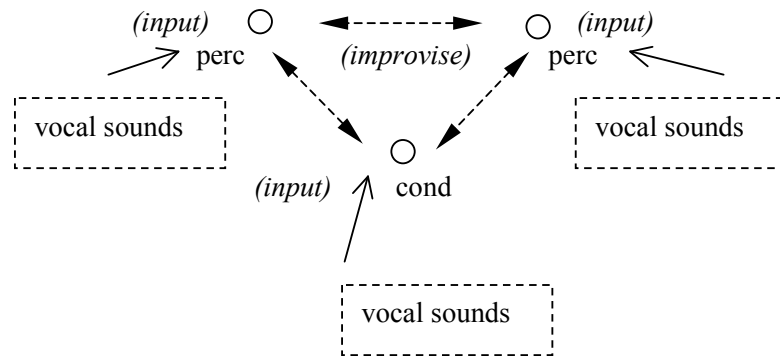 (input)
(input)
perc
(improvise)
perc
vocal sounds
vocal sounds
(input)
cond
vocal sounds